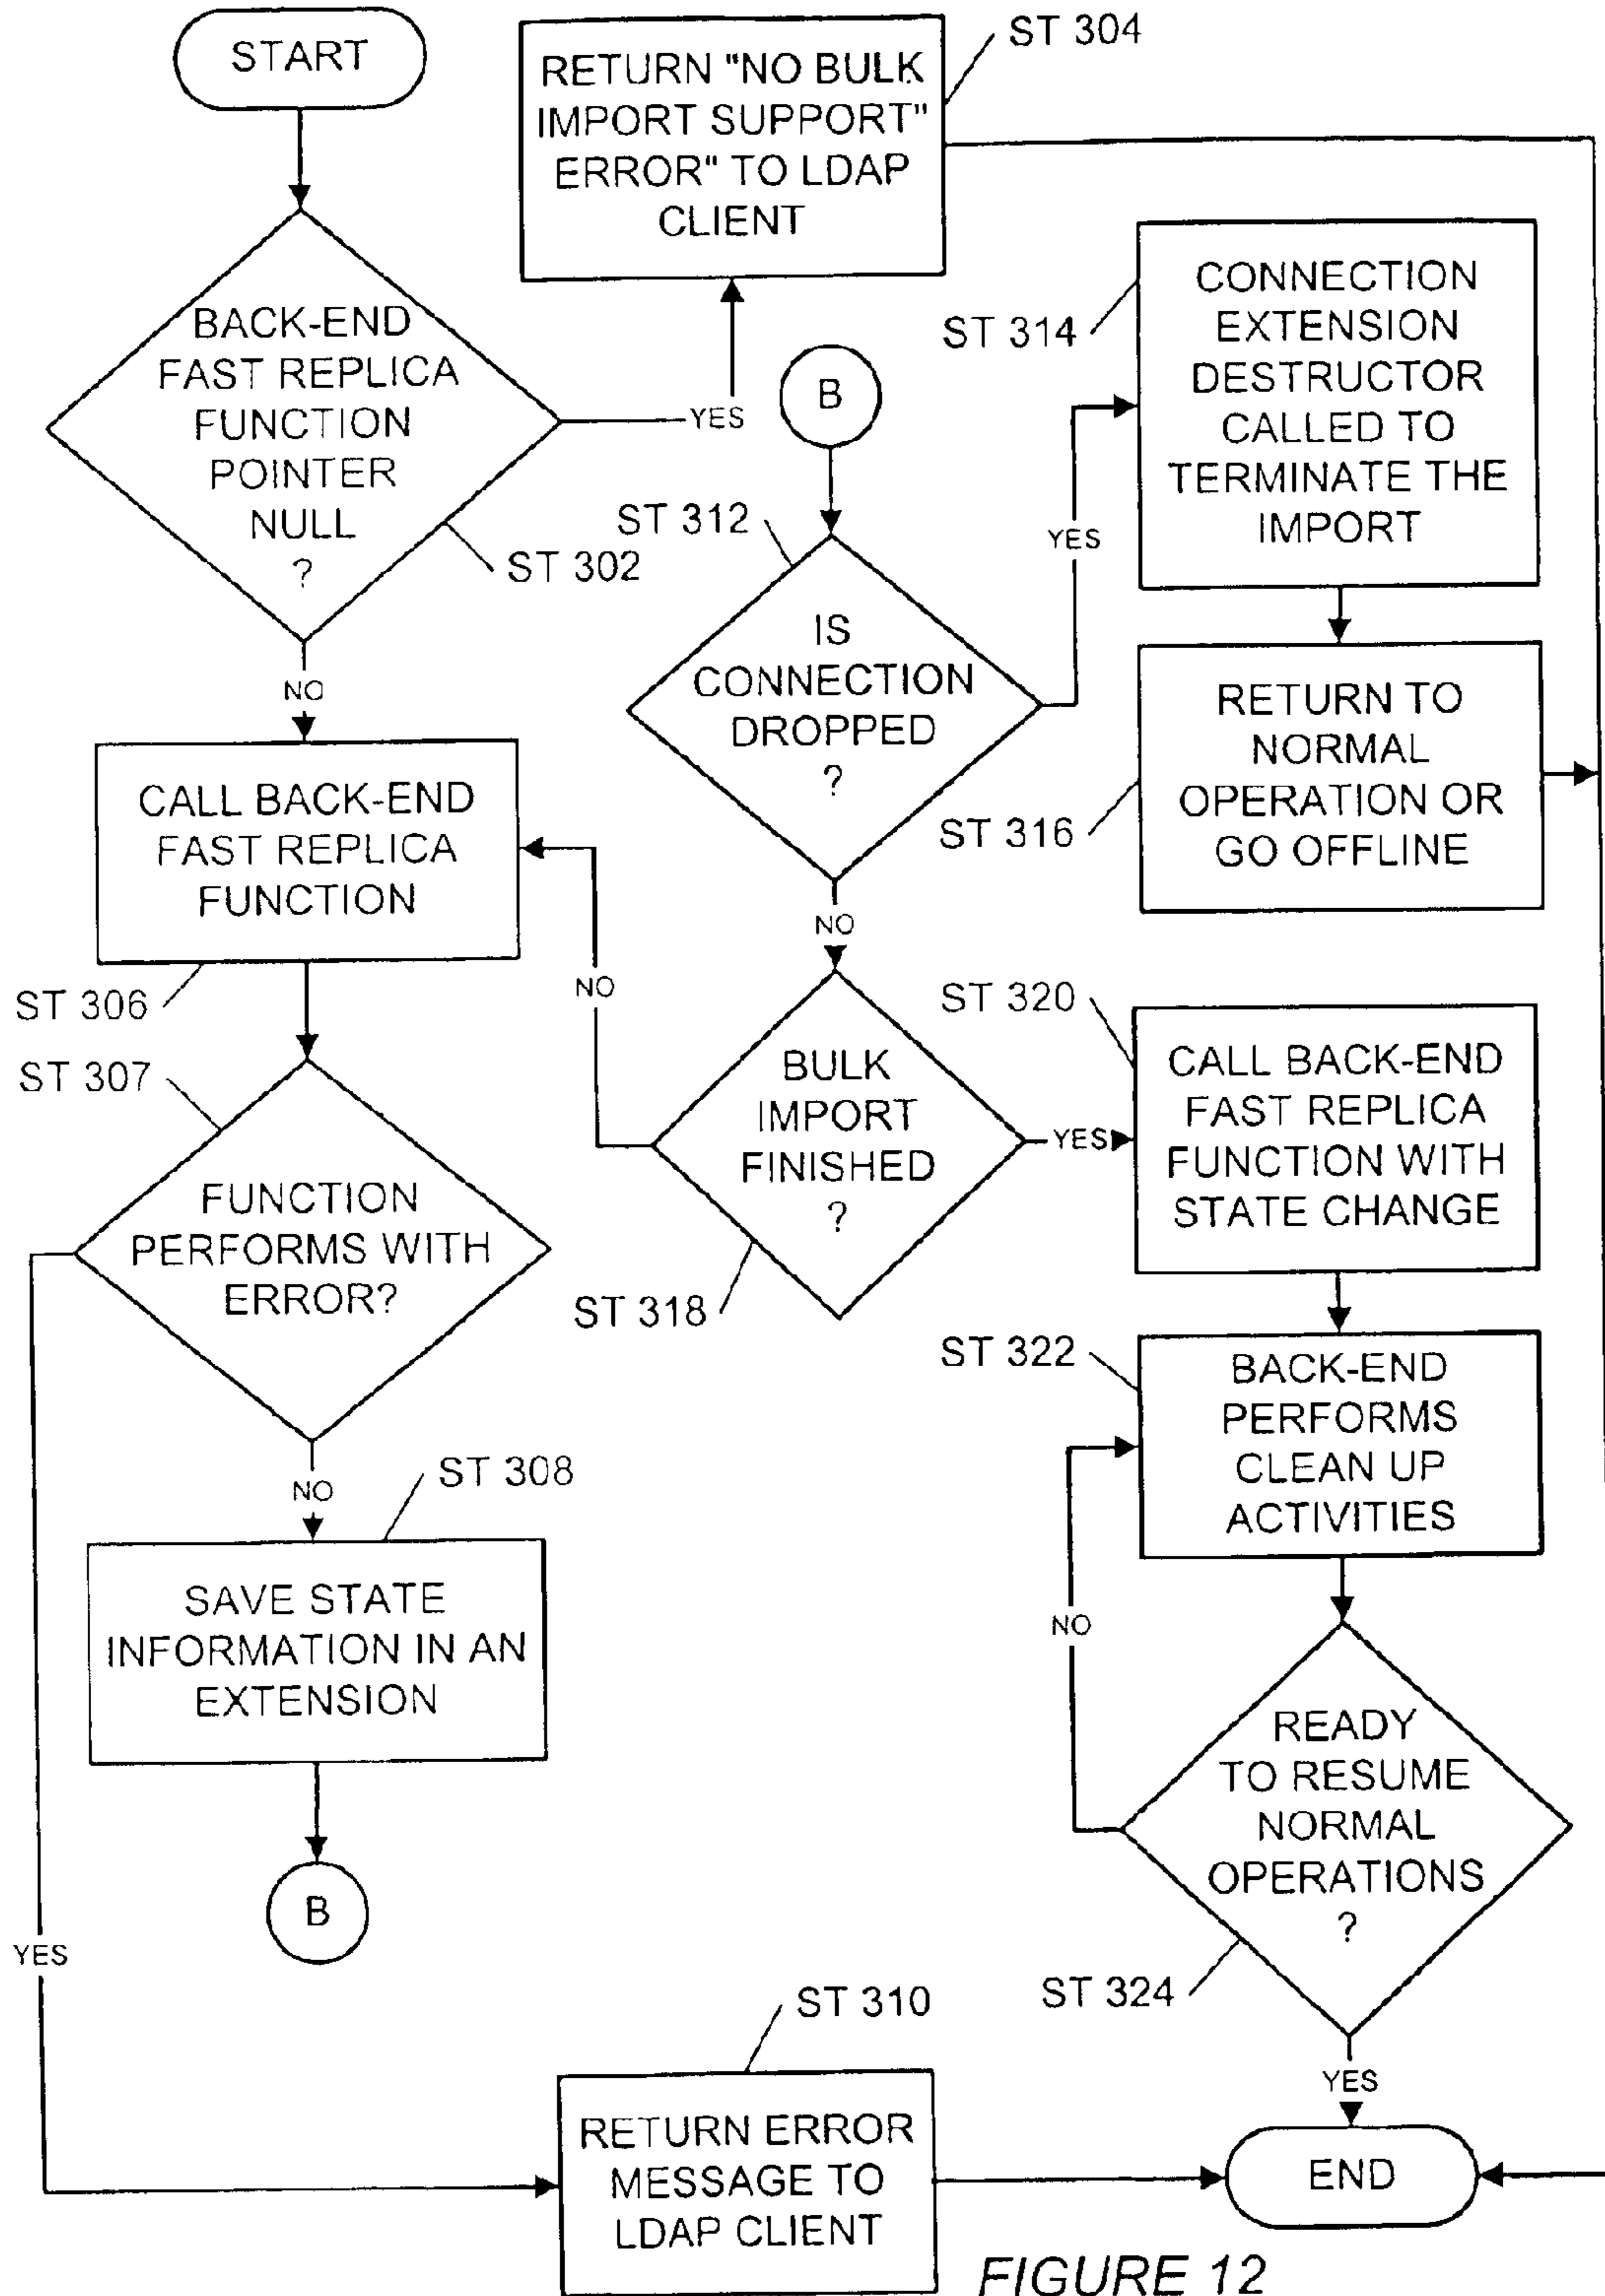 START
RETURN "NO BULK
IMPORT SUPPORT"
ERROR" TO LDAP
CLIENT
ST 304
BACK-END
FAST REPLICA
FUNCTION
POINTER
NULL
?
YES
ST 302
NO
B
ST 312
IS
CONNECTION
DROPPED
?
YES
NO
ST 314
CONNECTION
EXTENSION
DESTRUCTOR
CALLED TO
TERMINATE THE
IMPORT
RETURN TO
NORMAL
OPERATION OR
GO OFFLINE
ST 316
CALL BACK-END
FAST REPLICA
FUNCTION
ST 306
NO
ST 307
FUNCTION
PERFORMS WITH
ERROR?
BULK
IMPORT
FINISHED
?
YES
ST 318
ST 320
CALL BACK-END
FAST REPLICA
FUNCTION WITH
STATE CHANGE
ST 322
BACK-END
PERFORMS
CLEAN UP
ACTIVITIES
NO
ST 308
SAVE STATE
INFORMATION IN AN
EXTENSION
B
YES
NO
READY
TO RESUME
NORMAL
OPERATIONS
?
ST 324
YES
ST 310
RETURN ERROR
MESSAGE TO
LDAP CLIENT
END
FIGURE 12